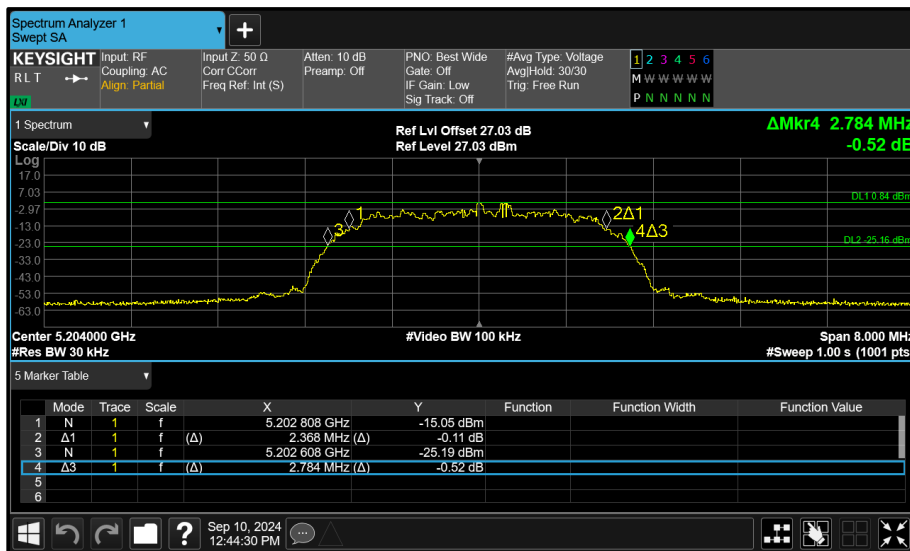 Spectrum Analyzer 1
Swept SA
+
KEYSIGHT
R L T
LXI
Input: RF
Coupling: AC
Align: Partial
Input Z: 50 Ω
Corr CCorr
Freq Ref: Int (S)
Atten: 10 dB
Preamp: Off
PNO: Best Wide
Gate: Off
IF Gain: Low
Sig Track: Off
#Avg Type: Voltage
Avg|Hold: 30/30
Trig: Free Run
1 2 3 4 5 6
M W W W W W
P N N N N N
1 Spectrum
Scale/Div 10 dB
Ref Lvl Offset 27.03 dB
Ref Level 27.03 dBm
ΔMkr4 2.784 MHz
-0.52 dB
Log
17.0
7.03
-2.97
-13.0
-23.0
-33.0
-43.0
-53.0
-63.0
DL1 0.84 dBm
1
2Δ1
3
4Δ3
DL2 -25.16 dBm
Center 5.204000 GHz
#Video BW 100 kHz
Span 8.000 MHz
#Res BW 30 kHz
#Sweep 1.00 s (1001 pts
5 Marker Table
Mode Trace Scale X Y Function Function Width Function Value
1 N 1 f 5.202 808 GHz -15.05 dBm
2 Δ1 1 f (Δ) 2.368 MHz (Δ) -0.11 dB
3 N 1 f 5.202 608 GHz -25.19 dBm
4 Δ3 1 f (Δ) 2.784 MHz (Δ) -0.52 dB
5
6
?
Sep 10, 2024
12:44:30 PM